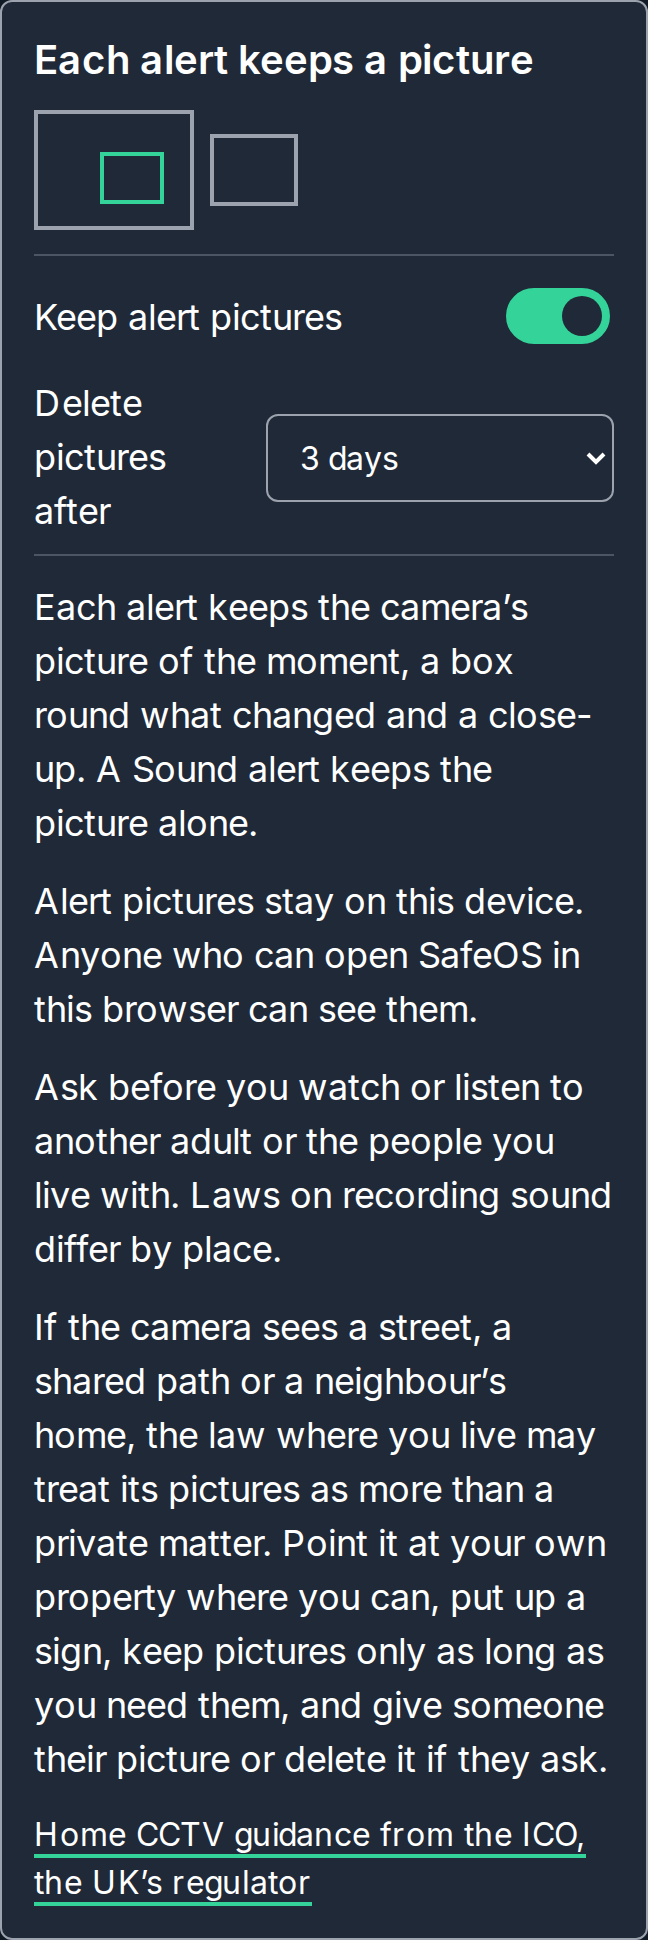 Each alert keeps a picture
Keep alert pictures
Delete
pictures
after
3 days
Each alert keeps the camera’s
picture of the moment, a box
round what changed and a close-
up. A Sound alert keeps the
picture alone.
Alert pictures stay on this device.
Anyone who can open SafeOS in
this browser can see them.
Ask before you watch or listen to
another adult or the people you
live with. Laws on recording sound
differ by place.
If the camera sees a street, a
shared path or a neighbour’s
home, the law where you live may
treat its pictures as more than a
private matter. Point it at your own
property where you can, put up a
sign, keep pictures only as long as
you need them, and give someone
their picture or delete it if they ask.
Home CCTV guidance from the ICO,
the UK’s regulator